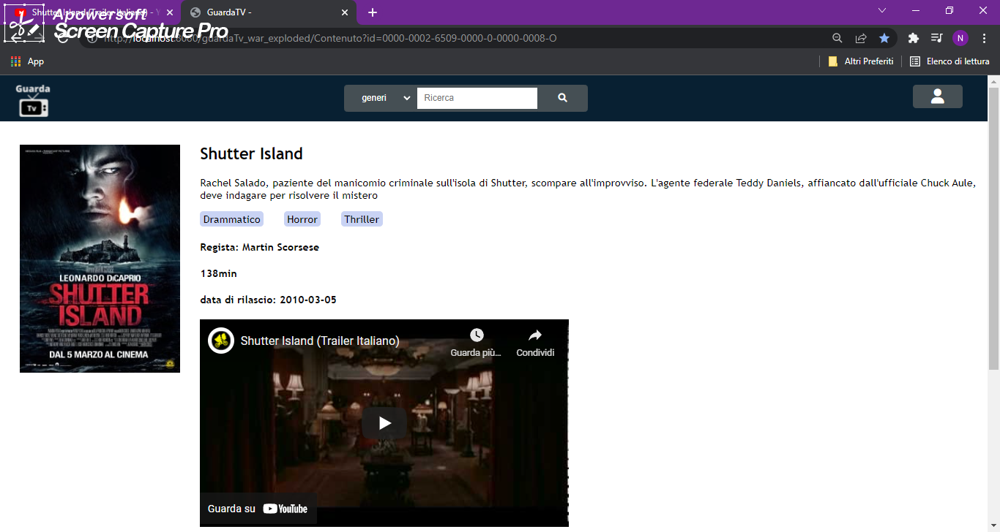 Shutter Island (Trailer Italiano) - Y
GuardaTV -
Apowersoft
Screen Capture Pro
http://localhost:8080/guardaTv_war_exploded/Contenuto?id=0000-0002-6509-0000-0-0000-0008-O
N
App
Altri Preferiti
Elenco di lettura
Guarda
Tv
generi
Ricerca
Shutter Island
Rachel Salado, paziente del manicomio criminale sull'isola di Shutter, scompare all'improvviso. L'agente federale Teddy Daniels, affiancato dall'ufficiale Chuck Aule,
deve indagare per risolvere il mistero
Drammatico Horror Thriller
Regista: Martin Scorsese
138min
data di rilascio: 2010-03-05
LEONARDO DiCAPRIO
SHUTTER
ISLAND
DAL 5 MARZO AL CINEMA
Shutter Island (Trailer Italiano)
Guarda più...
Condividi
Guarda su YouTube